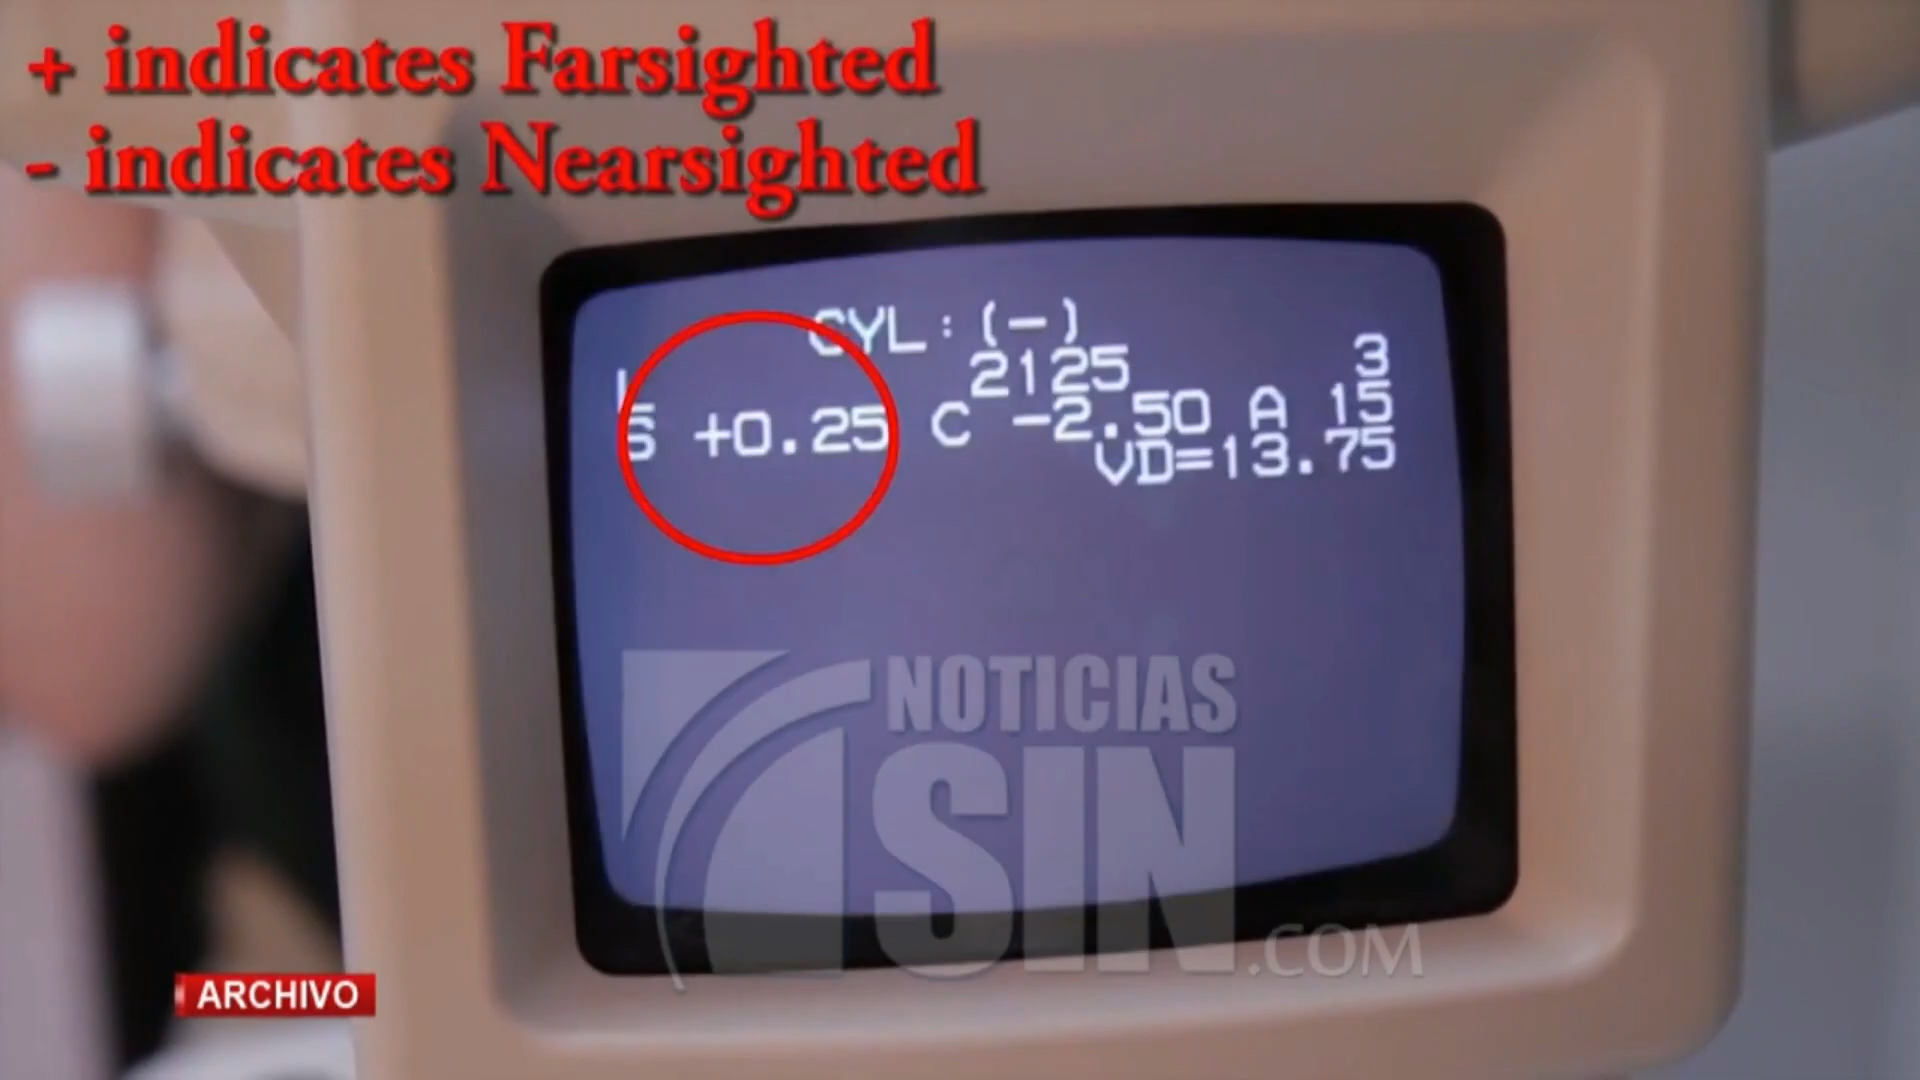 + indicates Farsighted
- indicates Nearsighted
CYL:(-)
L 2125 3
S +0.25 C -2.50 A 15
VD=13.75
NOTICIAS
SIN
.COM
ARCHIVO